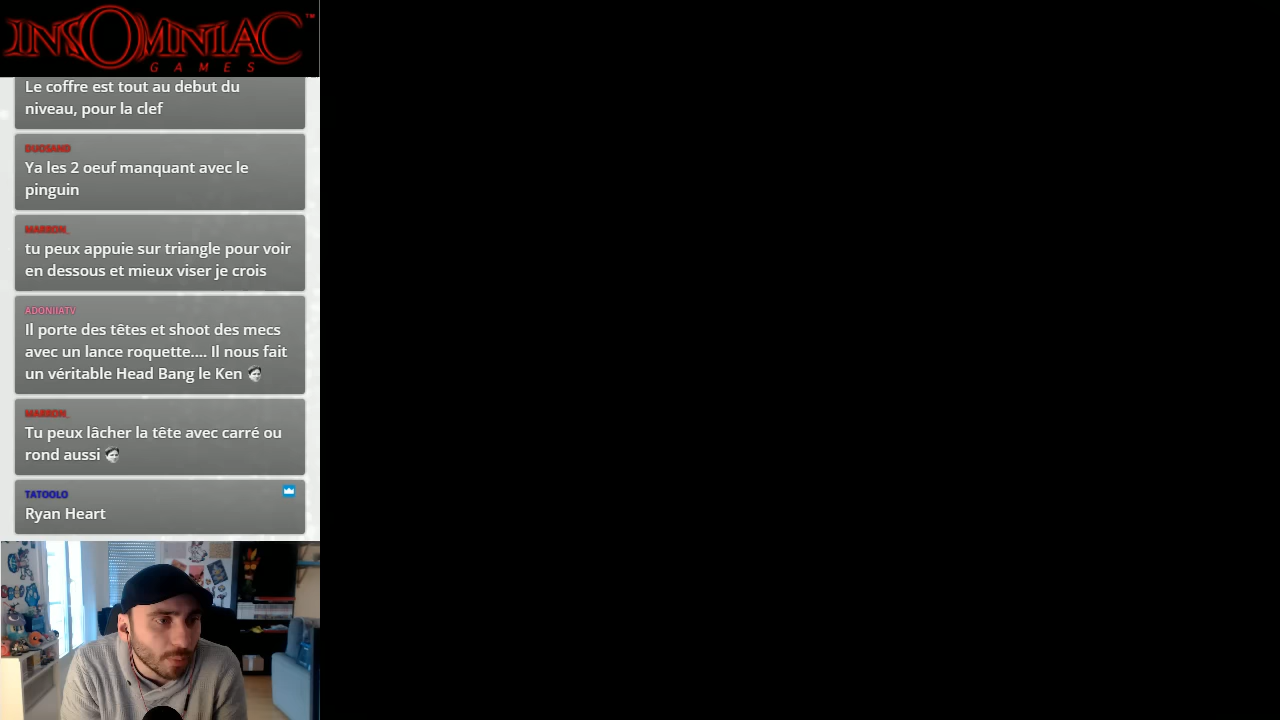 INSOMNIAC™
GAMES
Le coffre est tout au debut du
niveau, pour la clef
DUOSAND
Ya les 2 oeuf manquant avec le
pinguin
MARROH_
tu peux appuie sur triangle pour voir
en dessous et mieux viser je crois
ADONIIATV
Il porte des têtes et shoot des mecs
avec un lance roquette.... Il nous fait
un véritable Head Bang le Ken
MARROH_
Tu peux lâcher la tête avec carré ou
rond aussi
TATOOLO
Ryan Heart